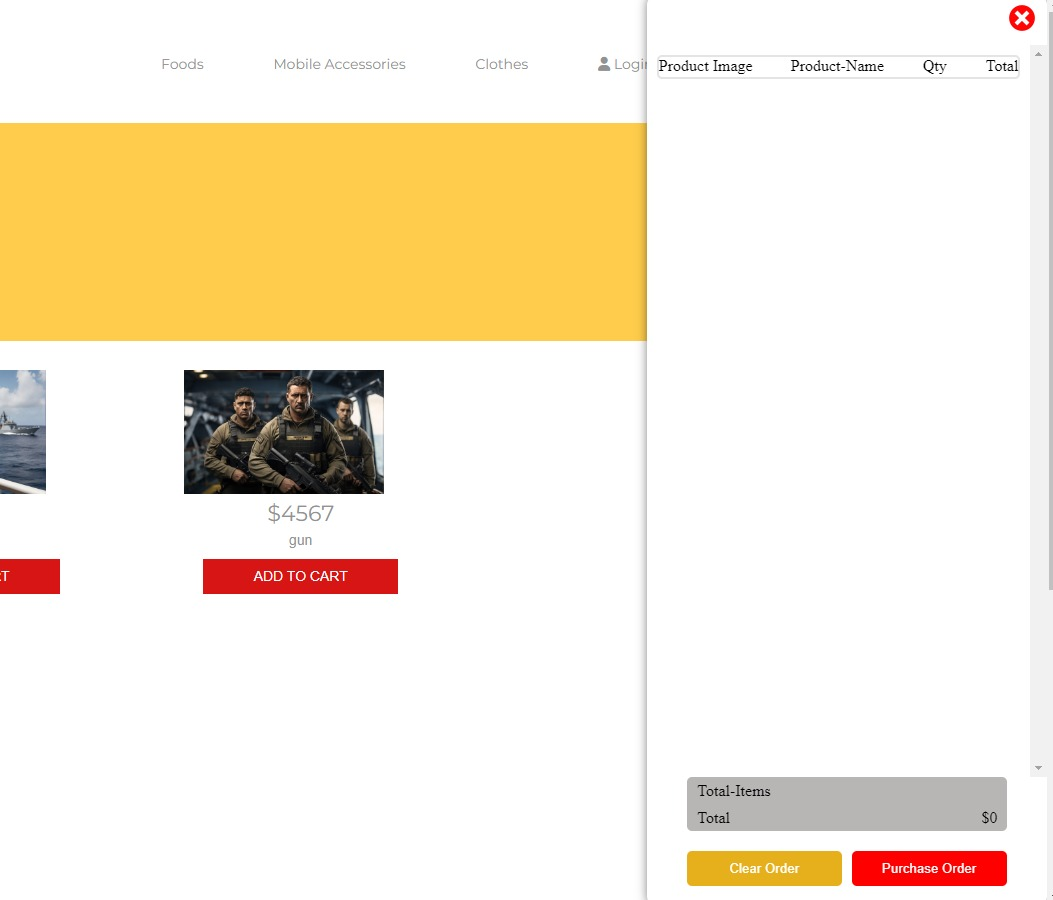 Foods Mobile Accessories Clothes Login
Product Image Product-Name Qty Total
$4567
gun
ADD TO CART
Total-Items
Total $0
Clear Order Purchase Order